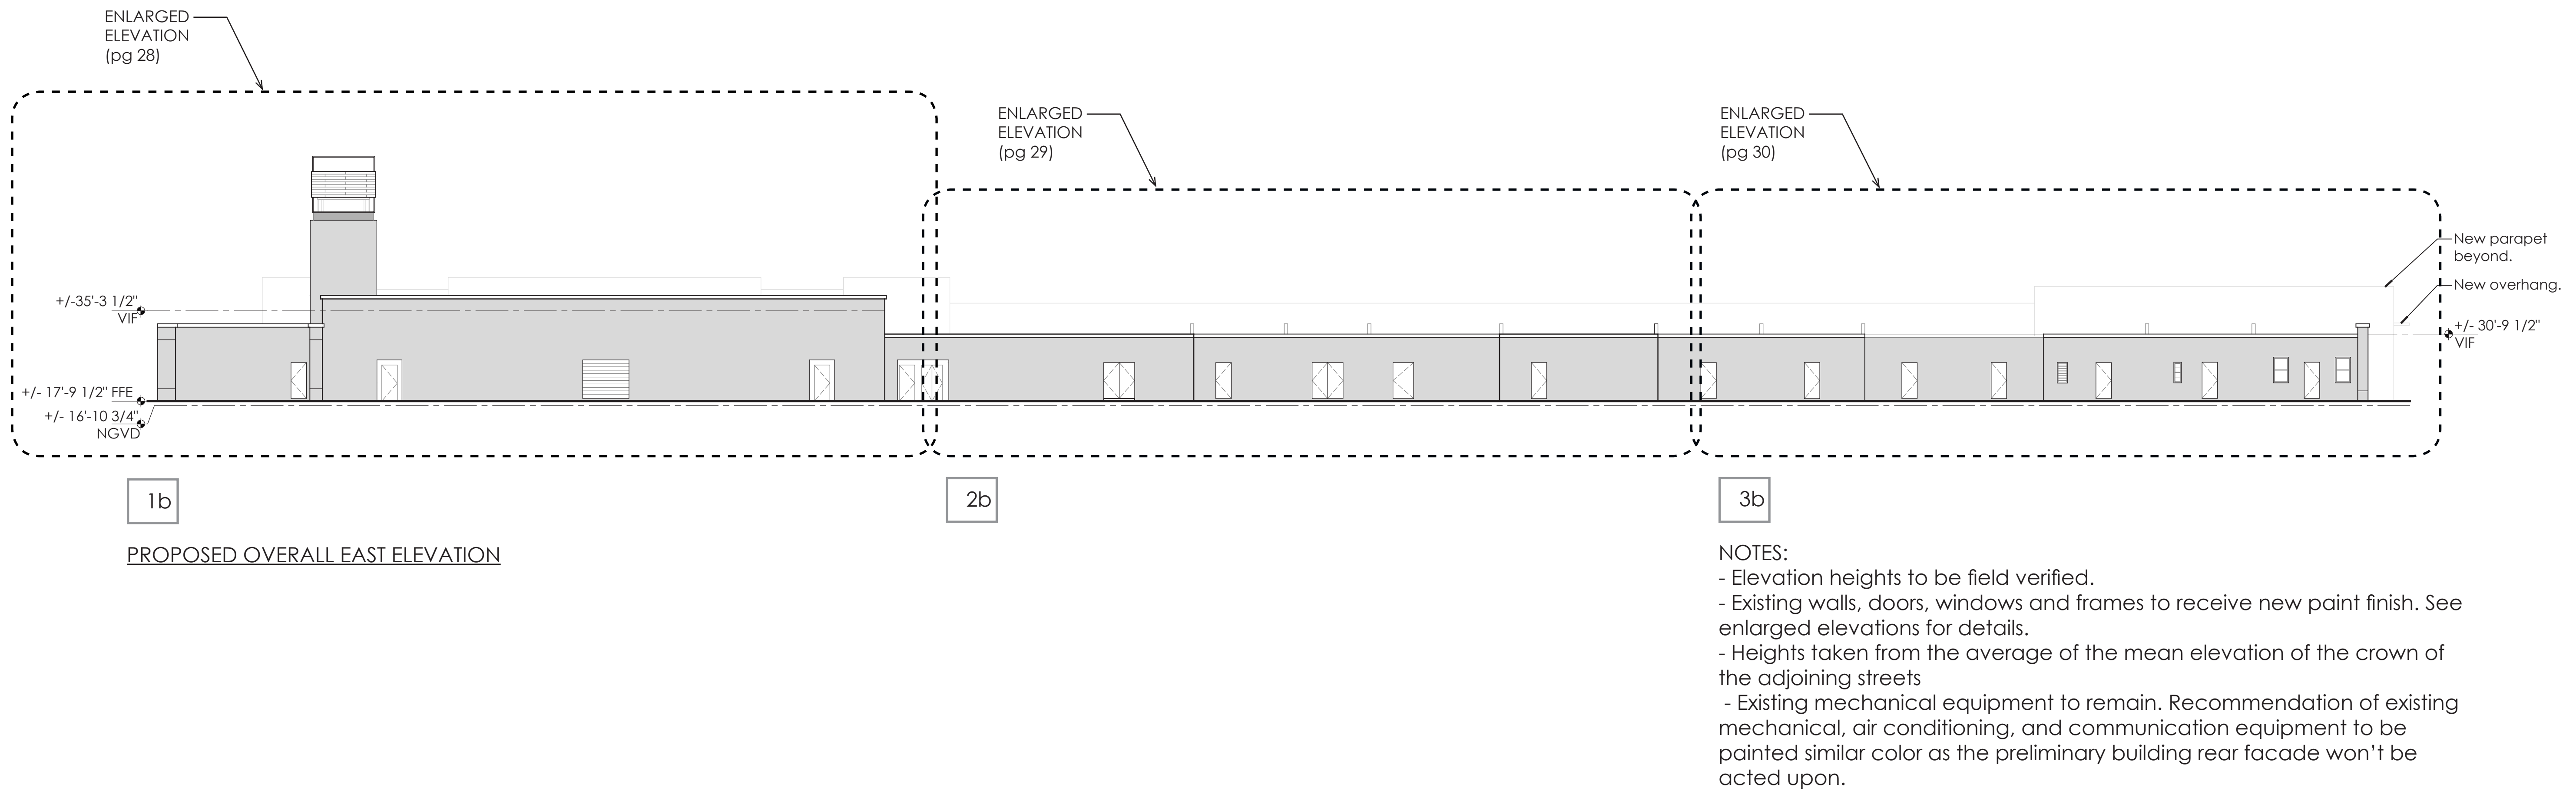 ENLARGED
ELEVATION
(pg 28)
ENLARGED
ELEVATION
(pg 29)
ENLARGED
ELEVATION
(pg 30)
New parapet
beyond.
New overhang.
+/-35'-3 1/2"
VIF
+/- 30'-9 1/2"
VIF
+/- 17'-9 1/2" FFE
+/- 16'-10 3/4"
NGVD
1b
2b
3b
PROPOSED OVERALL EAST ELEVATION
NOTES:
- Elevation heights to be field verified.
- Existing walls, doors, windows and frames to receive new paint finish. See
enlarged elevations for details.
- Heights taken from the average of the mean elevation of the crown of
the adjoining streets
- Existing mechanical equipment to remain. Recommendation of existing
mechanical, air conditioning, and communication equipment to be
painted similar color as the preliminary building rear facade won't be
acted upon.